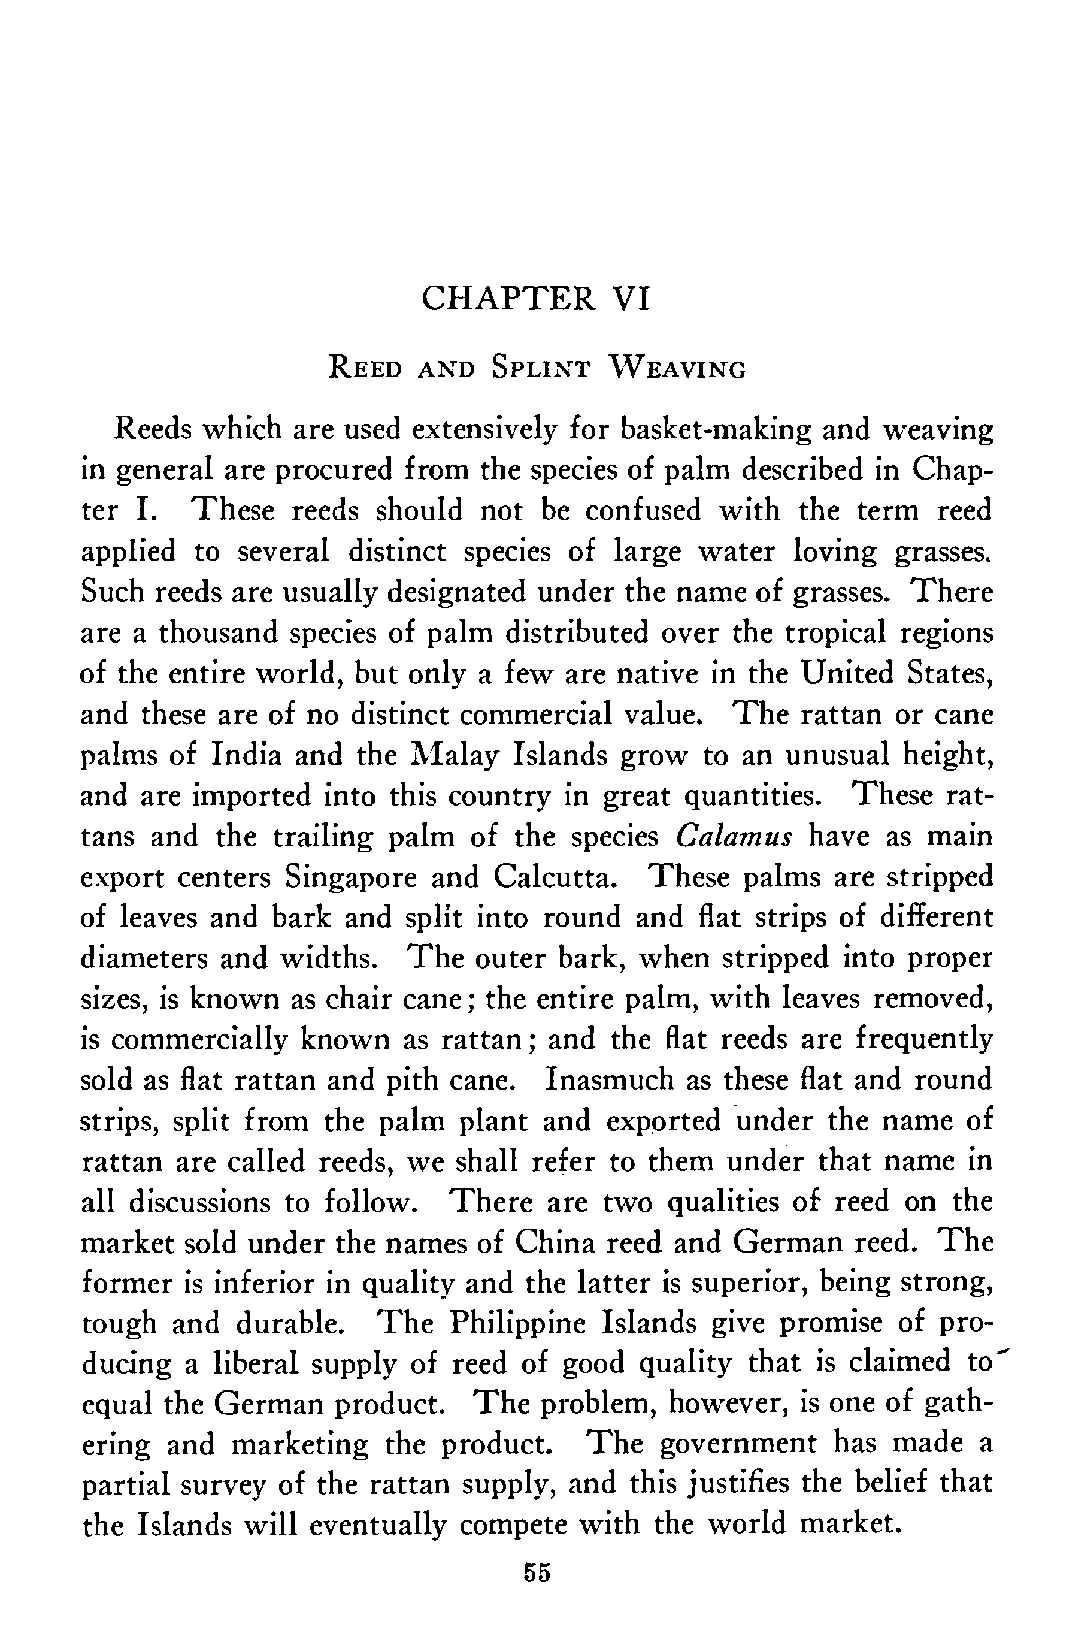 CHAPTER VI
REED AND SPLINT WEAVING
Reeds which are used extensively for basket-making and weaving
in general are procured from the species of palm described in Chap-
ter I. These reeds should not be confused with the term reed
applied to several distinct species of large water loving grasses.
Such reeds are usually designated under the name of grasses. There
are a thousand species of palm distributed over the tropical regions
of the entire world, but only a few are native in the United States,
and these are of no distinct commercial value. The rattan or cane
palms of India and the Malay Islands grow to an unusual height,
and are imported into this country in great quantities. These rat-
tans and the trailing palm of the species Calamus have as main
export centers Singapore and Calcutta. These palms are stripped
of leaves and bark and split into round and flat strips of different
diameters and widths. The outer bark, when stripped into proper
sizes, is known as chair cane; the entire palm, with leaves removed,
is commercially known as rattan; and the flat reeds are frequently
sold as flat rattan and pith cane. Inasmuch as these flat and round
strips, split from the palm plant and exported under the name of
rattan are called reeds, we shall refer to them under that name in
all discussions to follow. There are two qualities of reed on the
market sold under the names of China reed and German reed. The
former is inferior in quality and the latter is superior, being strong,
tough and durable. The Philippine Islands give promise of pro-
ducing a liberal supply of reed of good quality that is claimed to
equal the German product. The problem, however, is one of gath-
ering and marketing the product. The government has made a
partial survey of the rattan supply, and this justifies the belief that
the Islands will eventually compete with the world market.
55